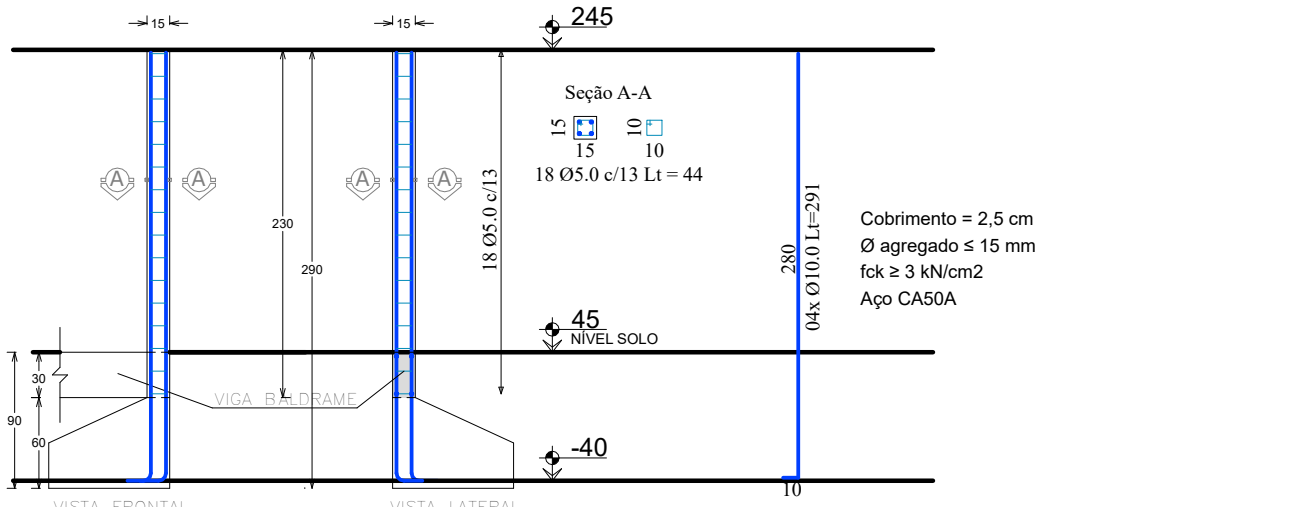 15
15
245
Seção A-A
15
10
15
10
18 Ø5.0 c/13 Lt = 44
A
A
A
A
230
290
18 Ø5.0 c/13
280
04x Ø10.0 Lt=291
Cobrimento = 2,5 cm
Ø agregado ≤ 15 mm
fck ≥ 3 kN/cm2
Aço CA50A
45
NÍVEL SOLO
30
VIGA BALDRAME
90
60
-40
10
VISTA FRONTAL
VISTA LATERAL